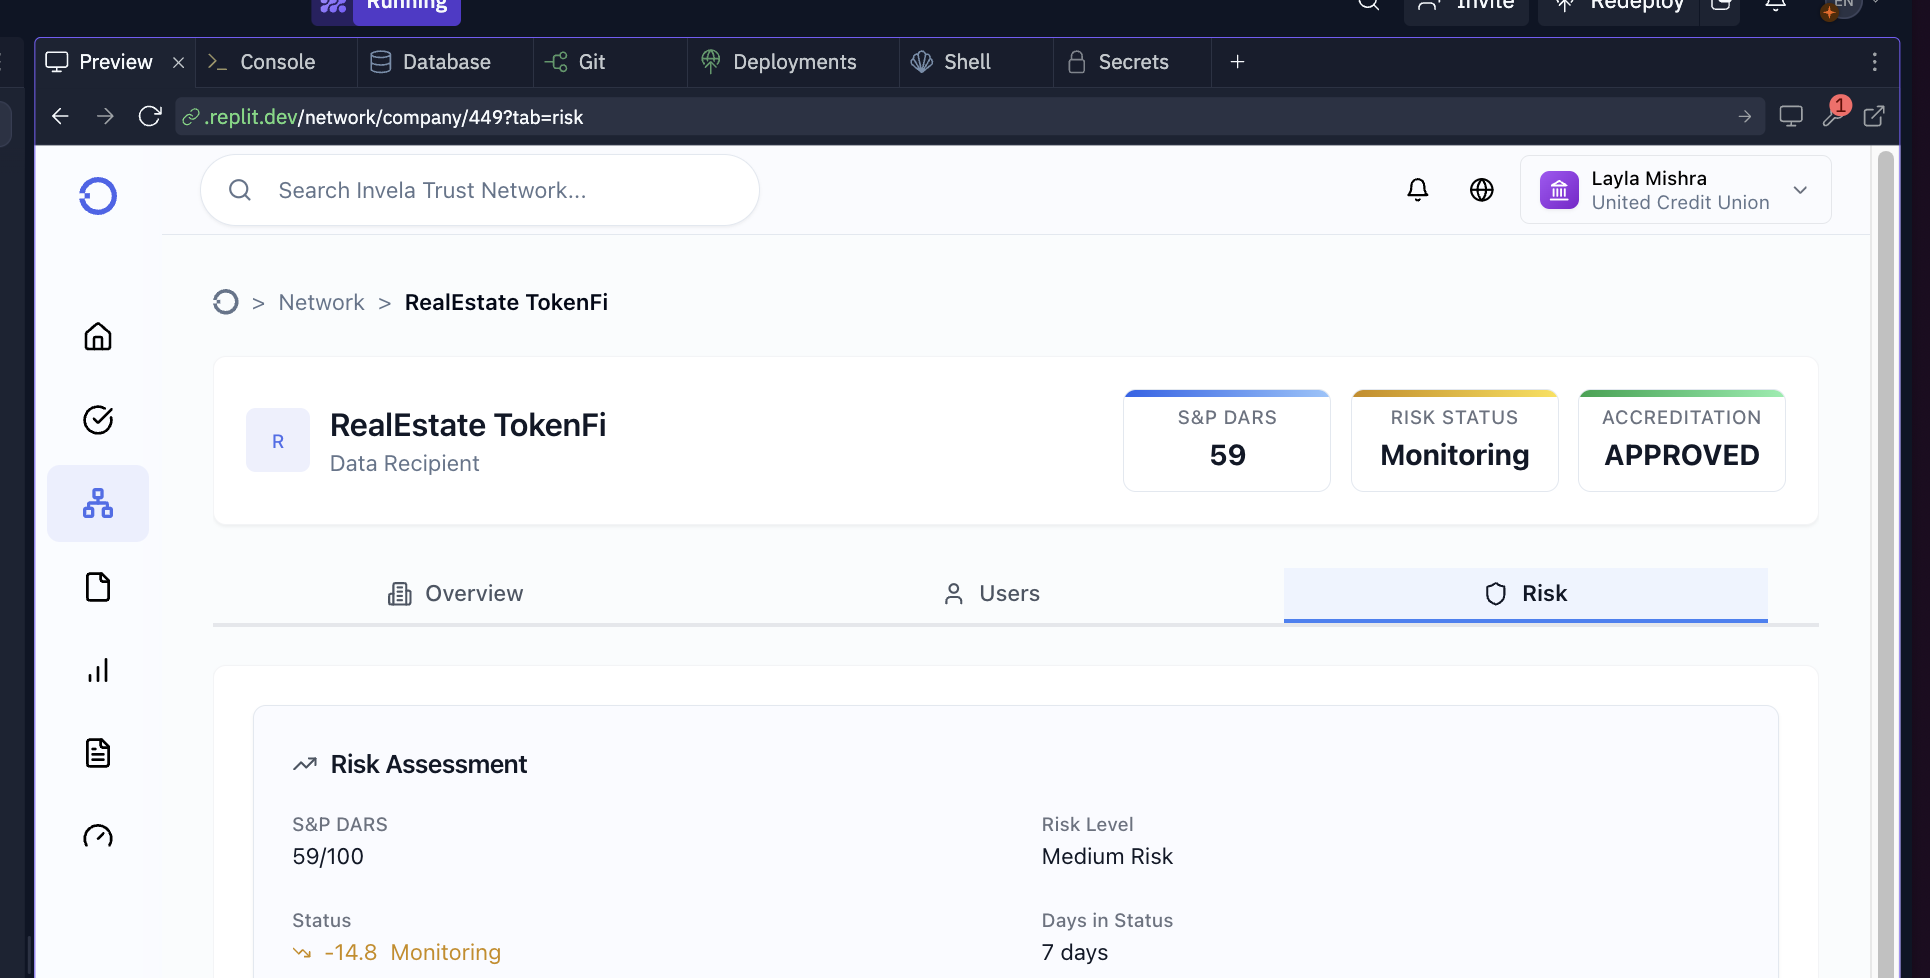 Running
Invite
Redeploy
EN
Preview
Console
Database
Git
Deployments
Shell
Secrets
.replit.dev/network/company/449?tab=risk
1
Search Invela Trust Network...
Layla Mishra
United Credit Union
> Network > RealEstate TokenFi
R
RealEstate TokenFi
Data Recipient
S&P DARS
59
RISK STATUS
Monitoring
ACCREDITATION
APPROVED
Overview
Users
Risk
Risk Assessment
S&P DARS
59/100
Risk Level
Medium Risk
Status
-14.8 Monitoring
Days in Status
7 days